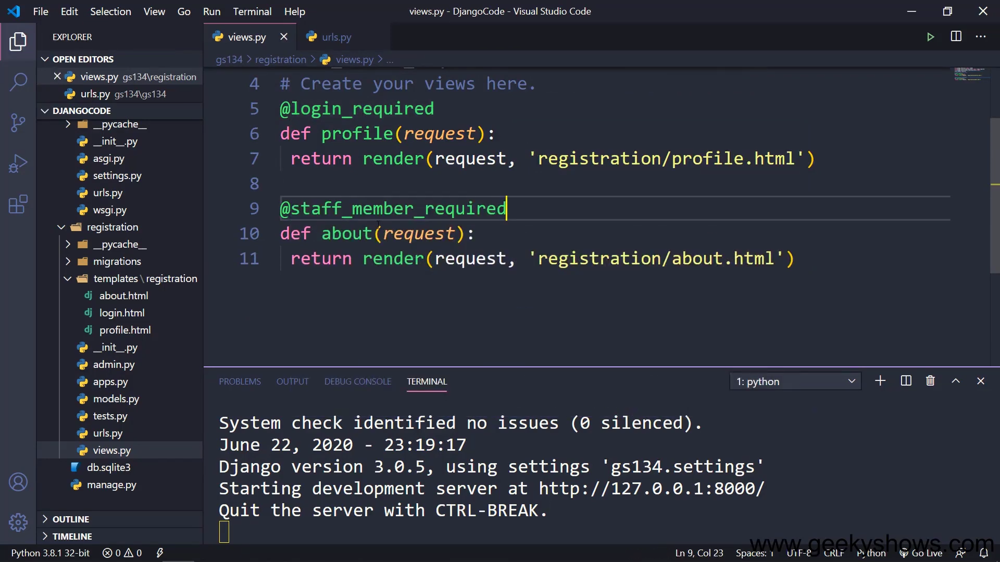 File Edit Selection View Go Run Terminal Help
views.py - DjangoCode - Visual Studio Code
EXPLORER
OPEN EDITORS
views.py gs134\registration
urls.py gs134\gs134
DJANGOCODE
__pycache__
__init__.py
asgi.py
settings.py
urls.py
wsgi.py
registration
__pycache__
migrations
templates \ registration
about.html
login.html
profile.html
__init__.py
admin.py
apps.py
models.py
tests.py
urls.py
views.py
db.sqlite3
manage.py
OUTLINE
TIMELINE
views.py
urls.py
gs134 > registration > views.py > ...
4 # Create your views here.
5 @login_required
6 def profile(request):
7 return render(request, 'registration/profile.html')
8
9 @staff_member_required
10 def about(request):
11 return render(request, 'registration/about.html')
PROBLEMS OUTPUT DEBUG CONSOLE TERMINAL
1: python
System check identified no issues (0 silenced).
June 22, 2020 - 23:19:17
Django version 3.0.5, using settings 'gs134.settings'
Starting development server at http://127.0.0.1:8000/
Quit the server with CTRL-BREAK.
www.geekyshows.com
Python 3.8.1 32-bit 0 0 Ln 9, Col 23 Spaces: 1 UTF-8 CRLF Python Go Live